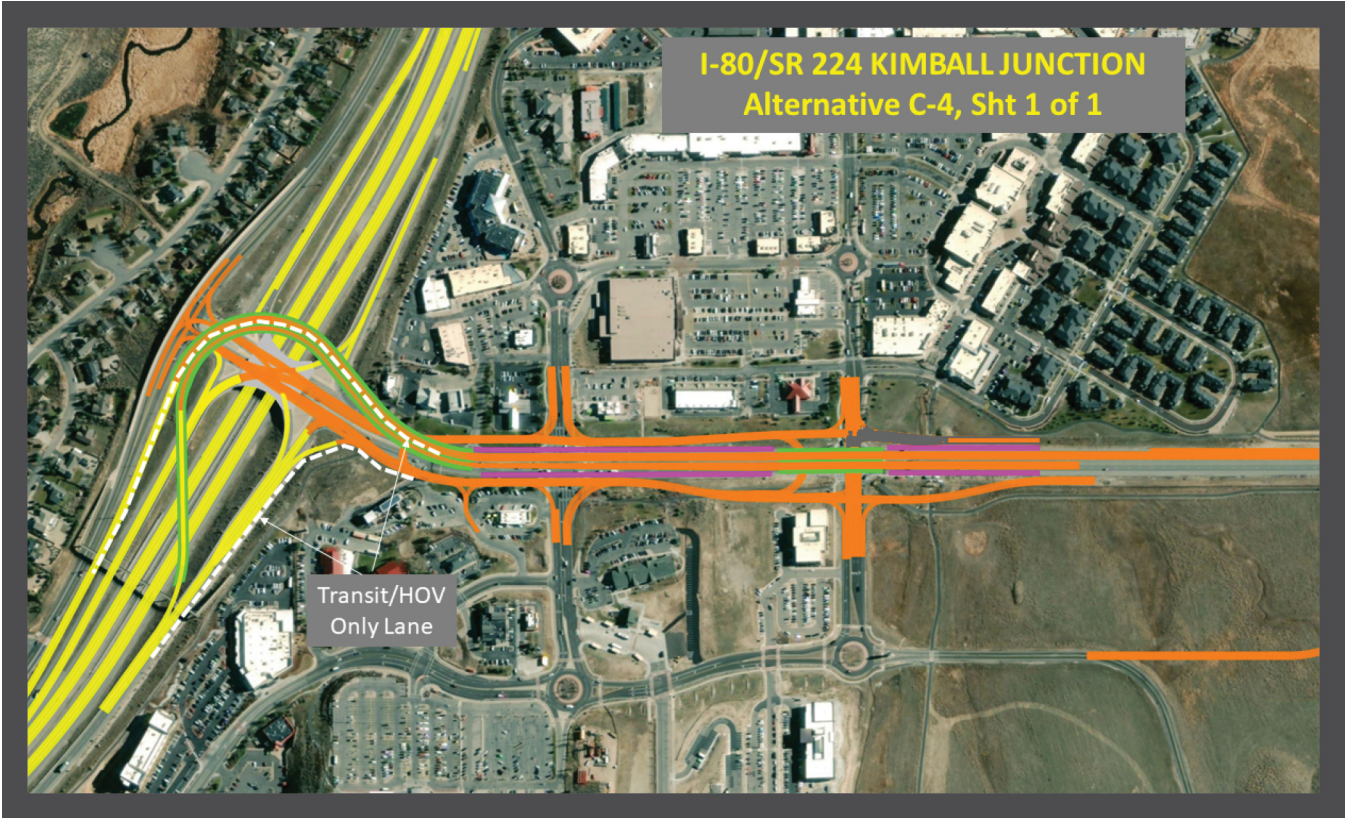 I-80/SR 224 KIMBALL JUNCTION
Alternative C-4, Sht 1 of 1
Transit/HOV
Only Lane